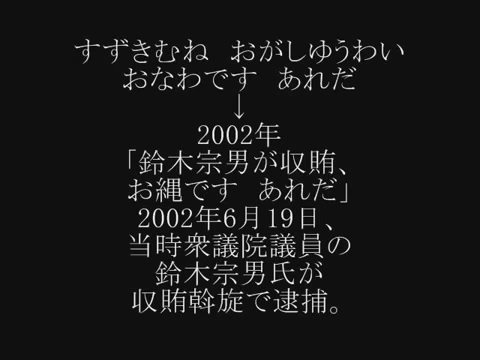 すずきむね　おがしゆうわい
おなわです　あれだ
↓
2002年
「鈴木宗男が収賄、
お縄です　あれだ」
2002年6月19日、
当時衆議院議員の
鈴木宗男氏が
収賄斡旋で逮捕。